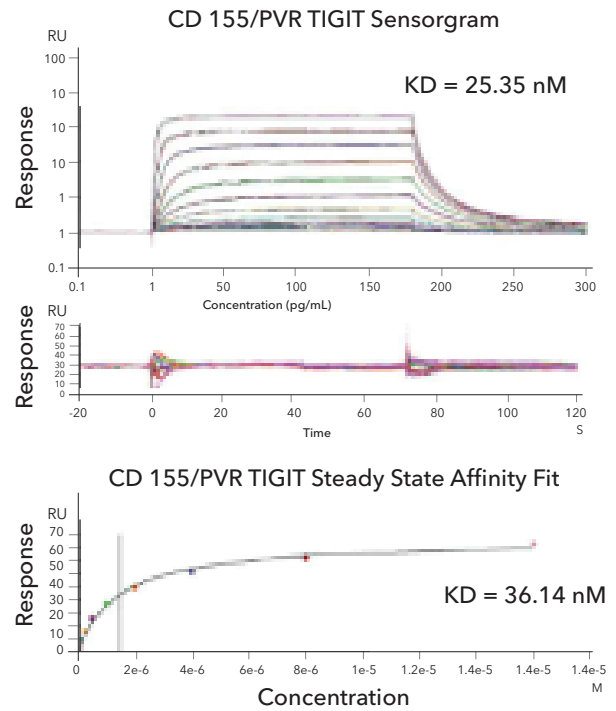 CD 155/PVR TIGIT Sensorgram
RU
100
10
10
10
1
1
0.1
Response
KD = 25.35 nM
0.1 1 50 100 150 200 250 300
Concentration (pg/mL)
RU
70
60
50
40
30
20
10
0
Response
-20 0 20 40 60 80 100 120
Time
S
CD 155/PVR TIGIT Steady State Affinity Fit
RU
70
60
50
40
30
20
10
0
Response
KD = 36.14 nM
0 2e-6 4e-6 6e-6 8e-6 1e-5 1.2e-5 1.4e-5 1.4e-5
M
Concentration